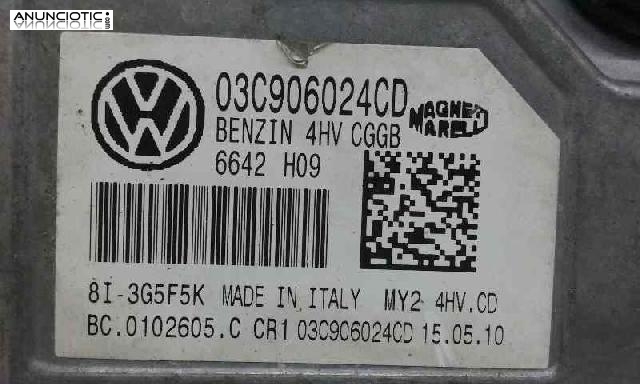 ANUNCIOTIC.com
03C906024CD
MAGNETI MARELLI
BENZIN 4HV CGGB
6642 H09
8I-3G5F5K MADE IN ITALY MY2 4HV.CD
BC.0102605.C CR1 03C906024CD 15.05.10